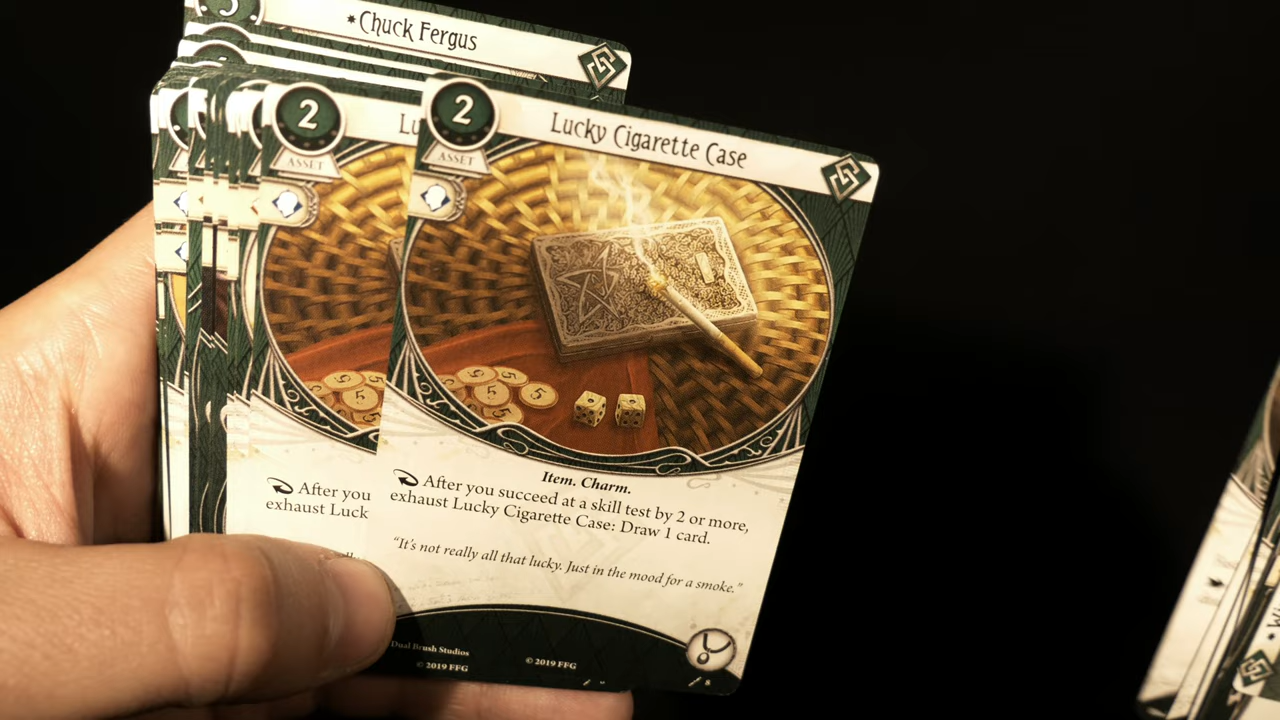 *Chuck Fergus
2
ASSET
Lu
2
ASSET
Lucky Cigarette Case
5
5
Item. Charm.
After you succeed at a skill test by 2 or more,
exhaust Lucky Cigarette Case: Draw 1 card.
"It's not really all that lucky. Just in the mood for a smoke."
After you
exhaust Luck
Dual Brush Studios
© 2019 FFG
© 2019 FFG